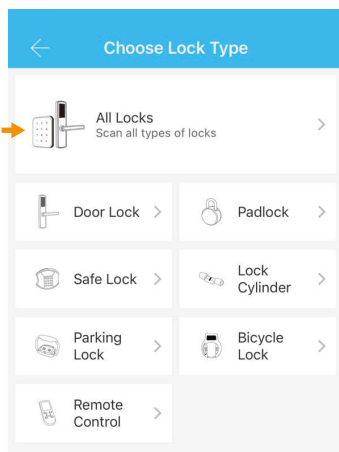 Choose Lock Type
All Locks
Scan all types of locks
Door Lock
Padlock
Safe Lock
Lock
Cylinder
Parking
Lock
Bicycle
Lock
Remote
Control